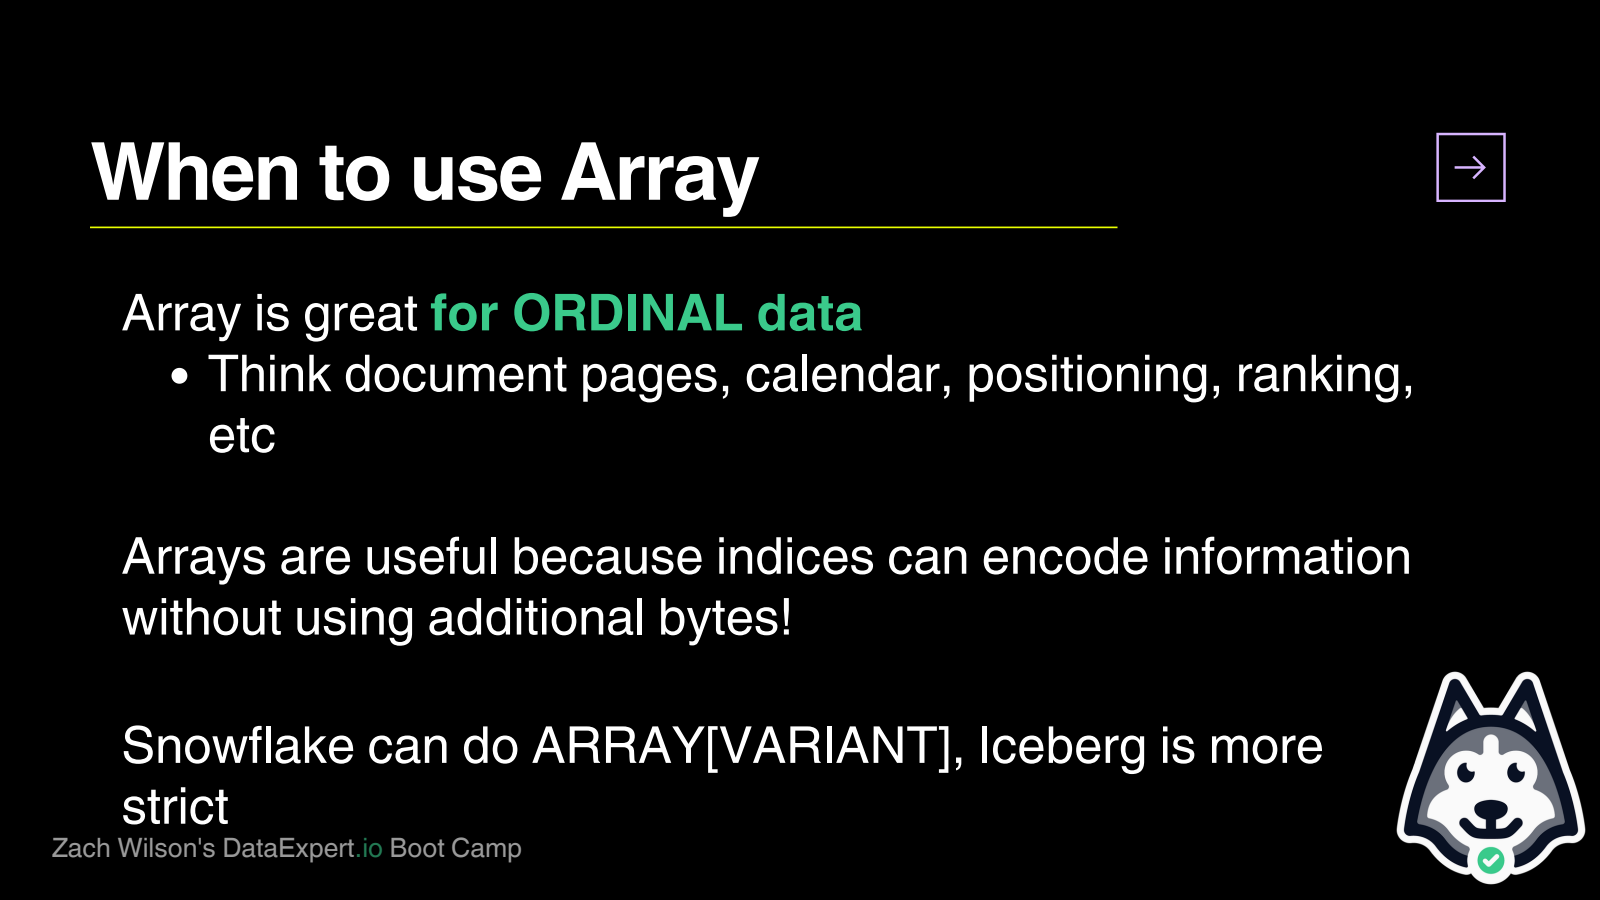 When to use Array
Array is great for ORDINAL data
• Think document pages, calendar, positioning, ranking,
etc
Arrays are useful because indices can encode information
without using additional bytes!
Snowflake can do ARRAY[VARIANT], Iceberg is more
strict
Zach Wilson's DataExpert.io Boot Camp